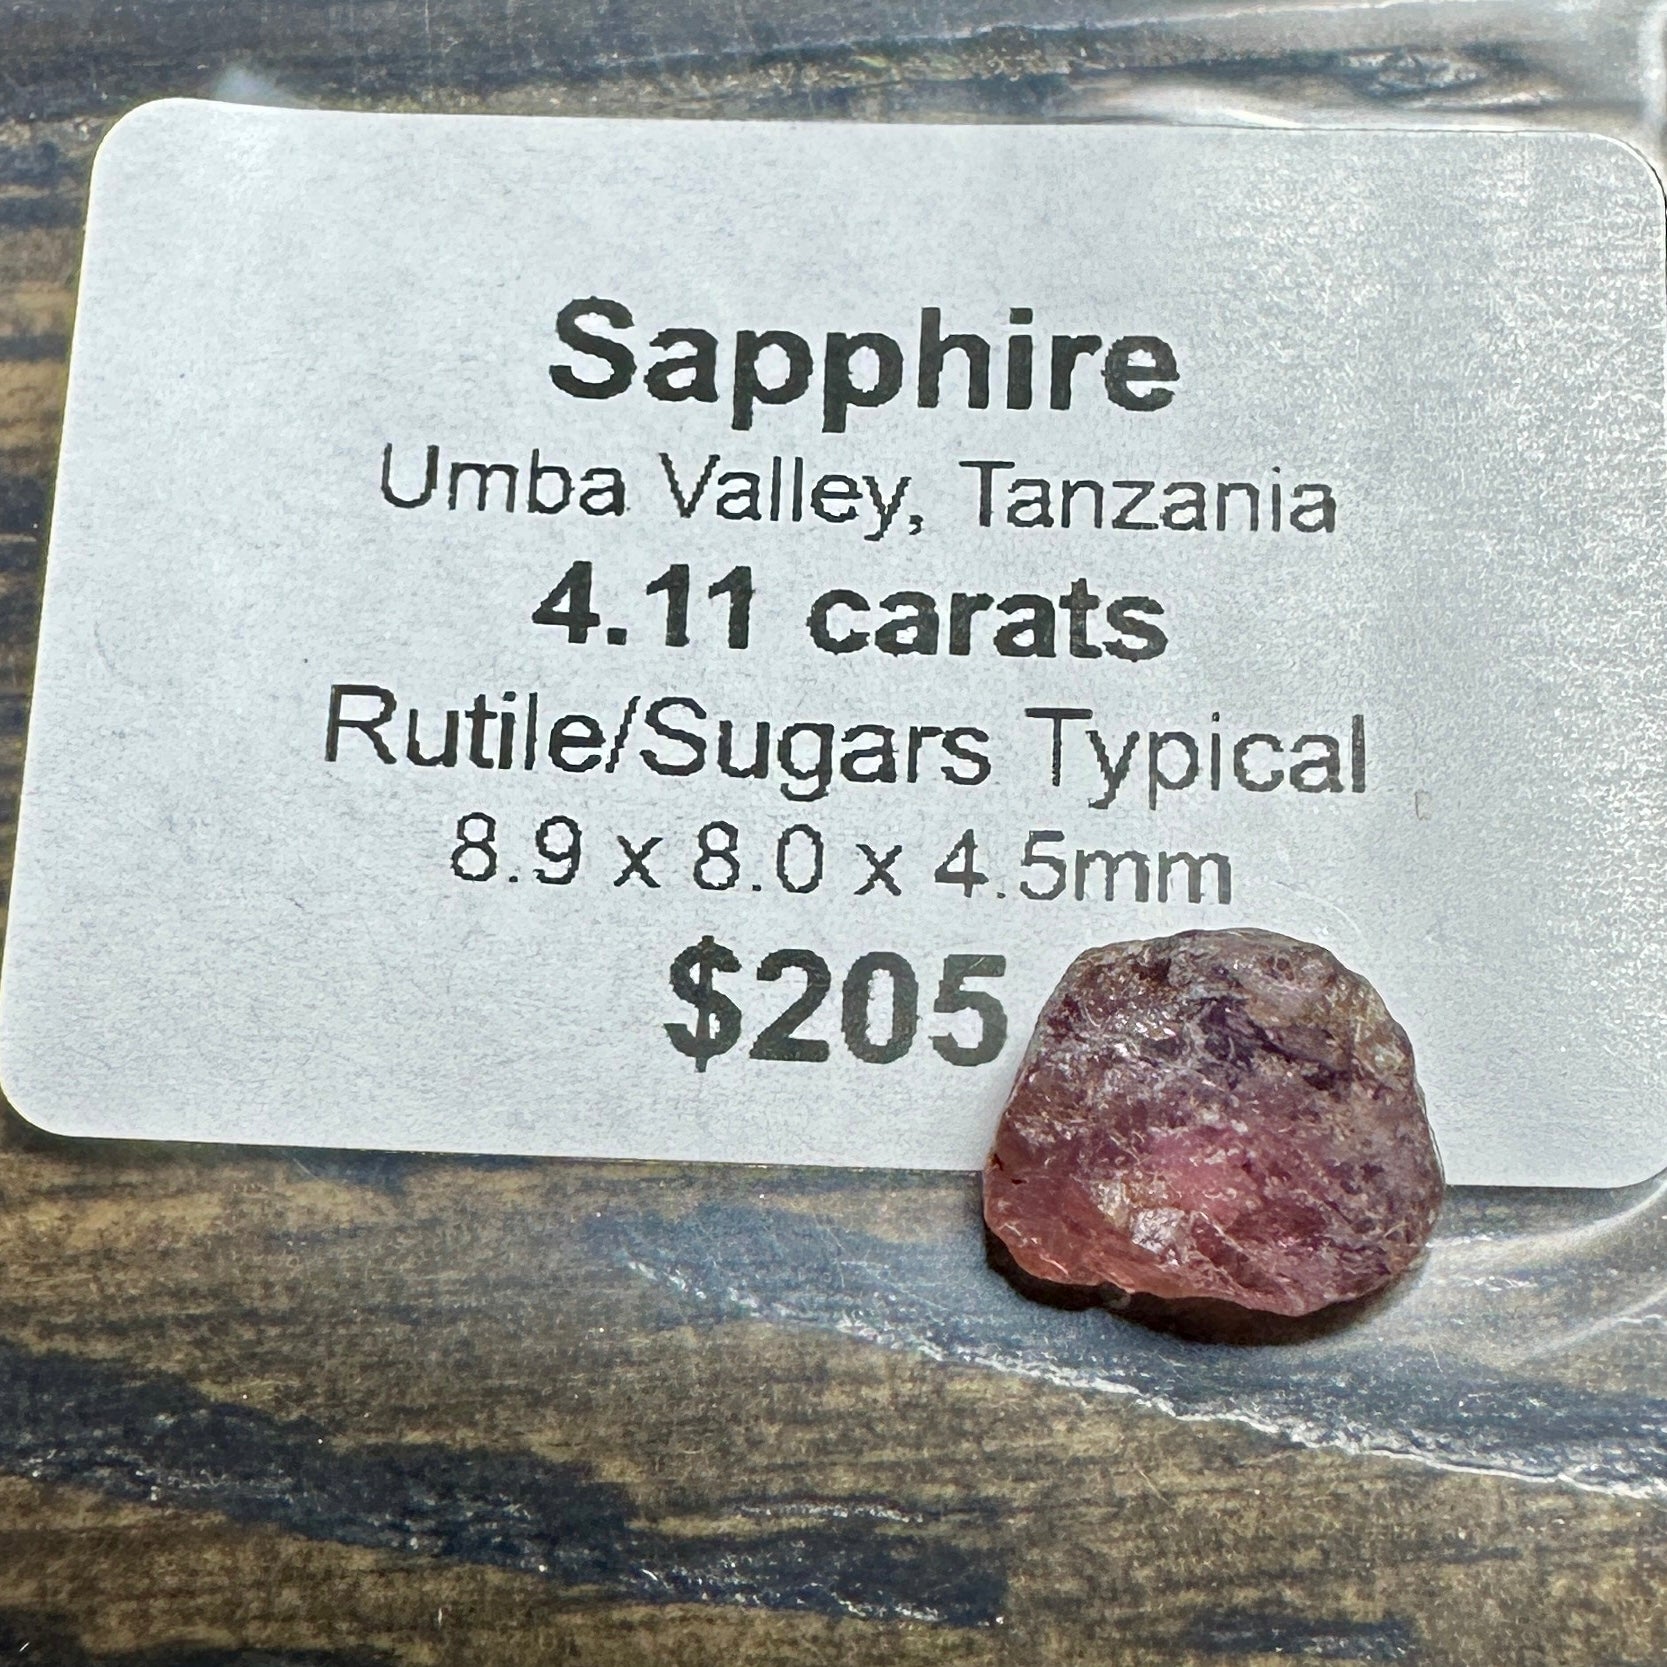 Sapphire
Umba Valley, Tanzania
4.11 carats
Rutile/Sugars Typical
8.9 x 8.0 x 4.5mm
$205